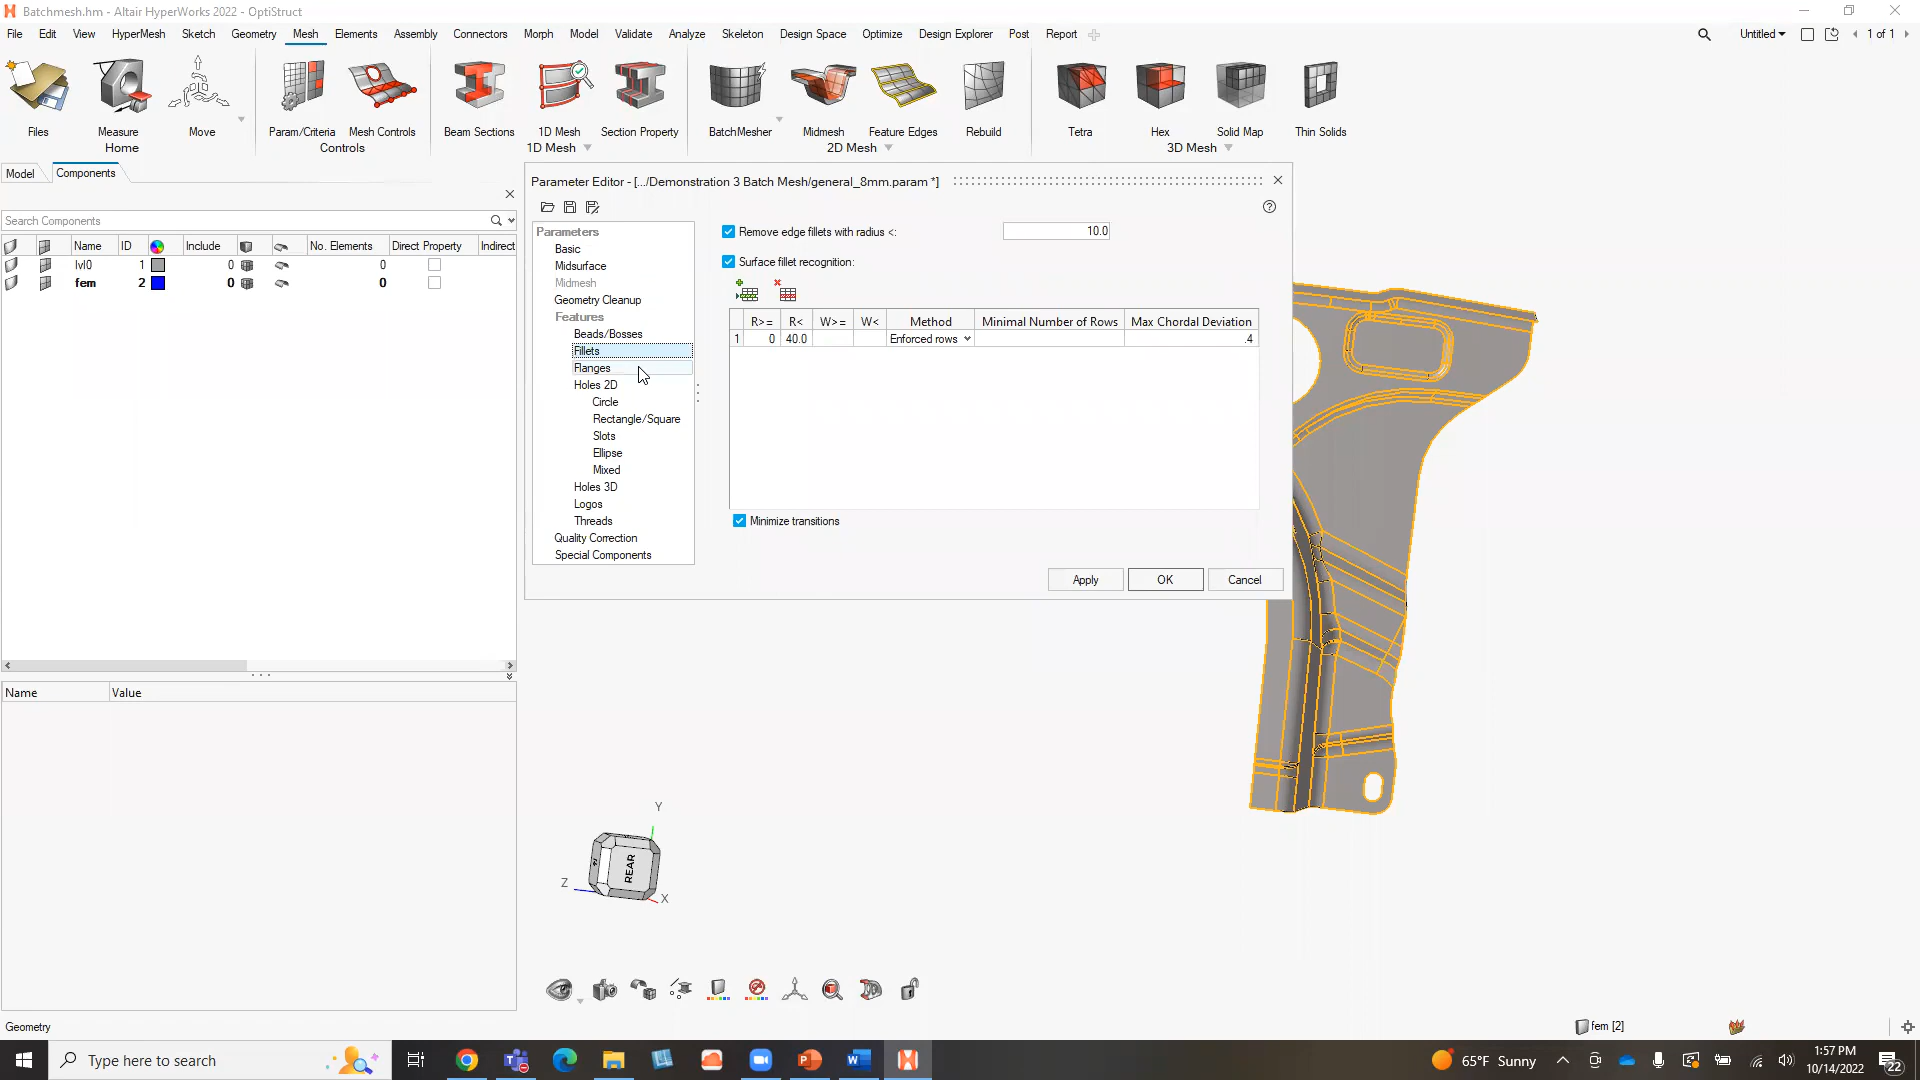 Batchmesh.hm - Altair HyperWorks 2022 - OptiStruct
File Edit View HyperMesh Sketch Geometry Mesh Elements Assembly Connectors Morph Model Validate Analyze Skeleton Design Space Optimize Design Explorer Post Report Untitled 1 of 1
Files Measure Move Param/Criteria Mesh Controls Beam Sections 1D Mesh Section Property BatchMesher Midmesh Feature Edges Rebuild Tetra Hex Solid Map Thin Solids
Home Controls 1D Mesh 2D Mesh 3D Mesh
Model Components
Search Components
Name ID Include No. Elements Direct Property Indirect
lvl0 1 0 0
fem 2 0 0
Name Value
Parameter Editor - [.../Demonstration 3 Batch Mesh/general_8mm.param *]
Parameters
Basic
Midsurface
Midmesh
Geometry Cleanup
Features
Beads/Bosses
Fillets
Flanges
Holes 2D
Circle
Rectangle/Square
Slots
Ellipse
Mixed
Holes 3D
Logos
Threads
Quality Correction
Special Components
Remove edge fillets with radius <: 10.0
Surface fillet recognition:
R>= R< W>= W< Method Minimal Number of Rows Max Chordal Deviation
1 0 40.0 Enforced rows .4
Minimize transitions
Apply OK Cancel
Y
Z
REAR
X
Geometry
fem [2]
Type here to search
65°F Sunny
1:57 PM
10/14/2022
22